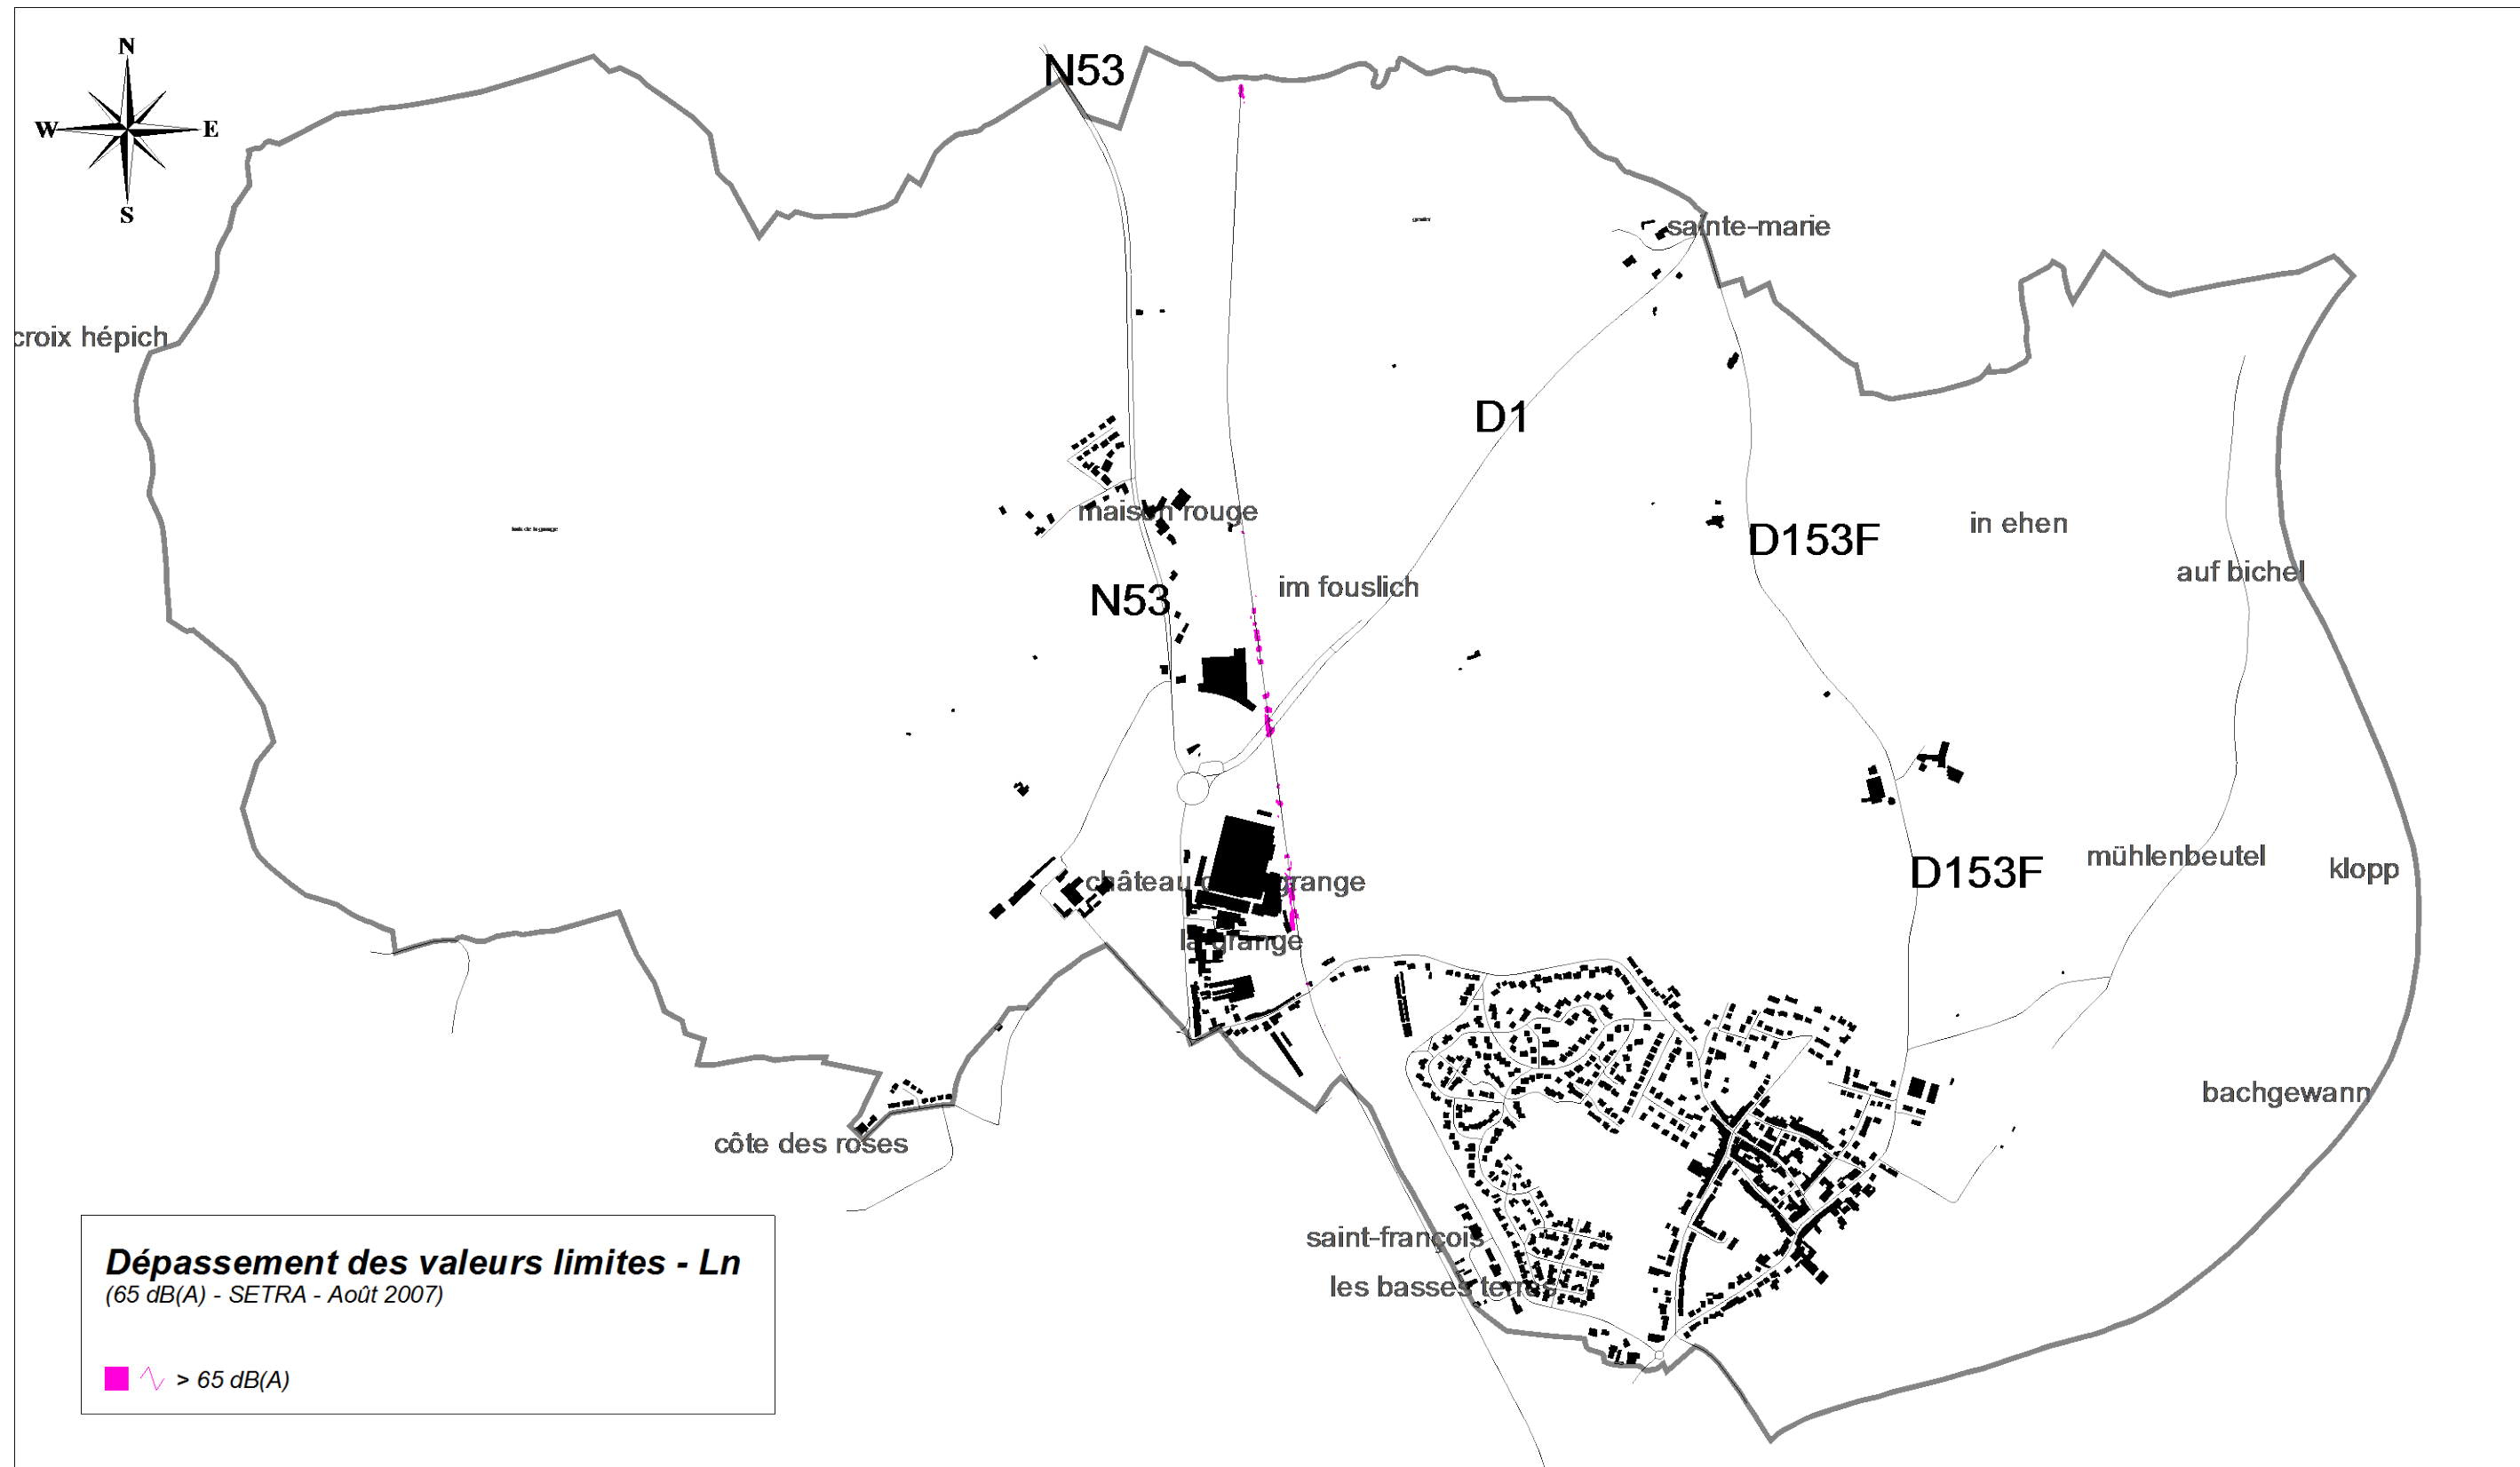 N
W
E
S
N53
sainte-marie
croix hépich
D1
maison rouge
in ehen
D153F
auf bichel
im fouslich
N53
mühlenbeutel
klopp
D153F
château grange
la grange
bachgewann
côte des roses
saint-françois
les basses terres
Dépassement des valeurs limites - Ln
(65 dB(A) - SETRA - Août 2007)
> 65 dB(A)